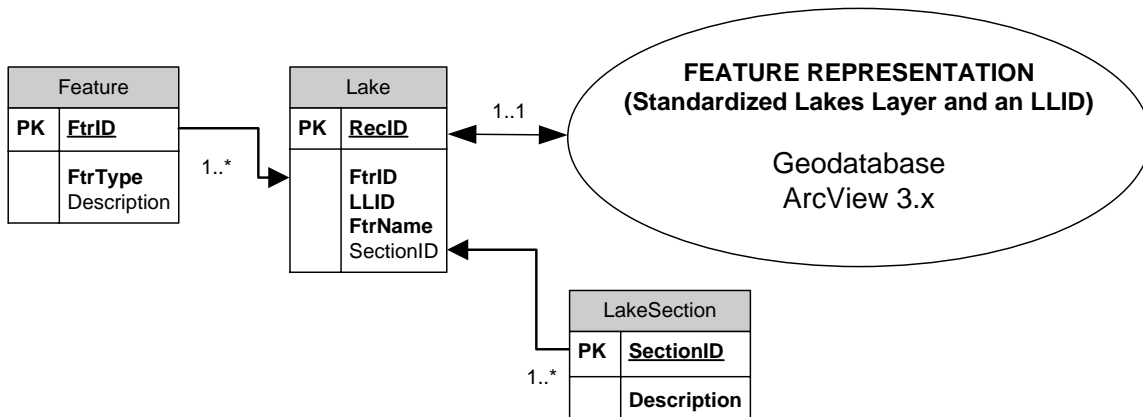 Feature
PK FtrID
FtrType
Description
1..*
Lake
PK RecID
FtrID
LLID
FtrName
SectionID
1..1
FEATURE REPRESENTATION
(Standardized Lakes Layer and an LLID)
Geodatabase
ArcView 3.x
LakeSection
PK SectionID
Description
1..*